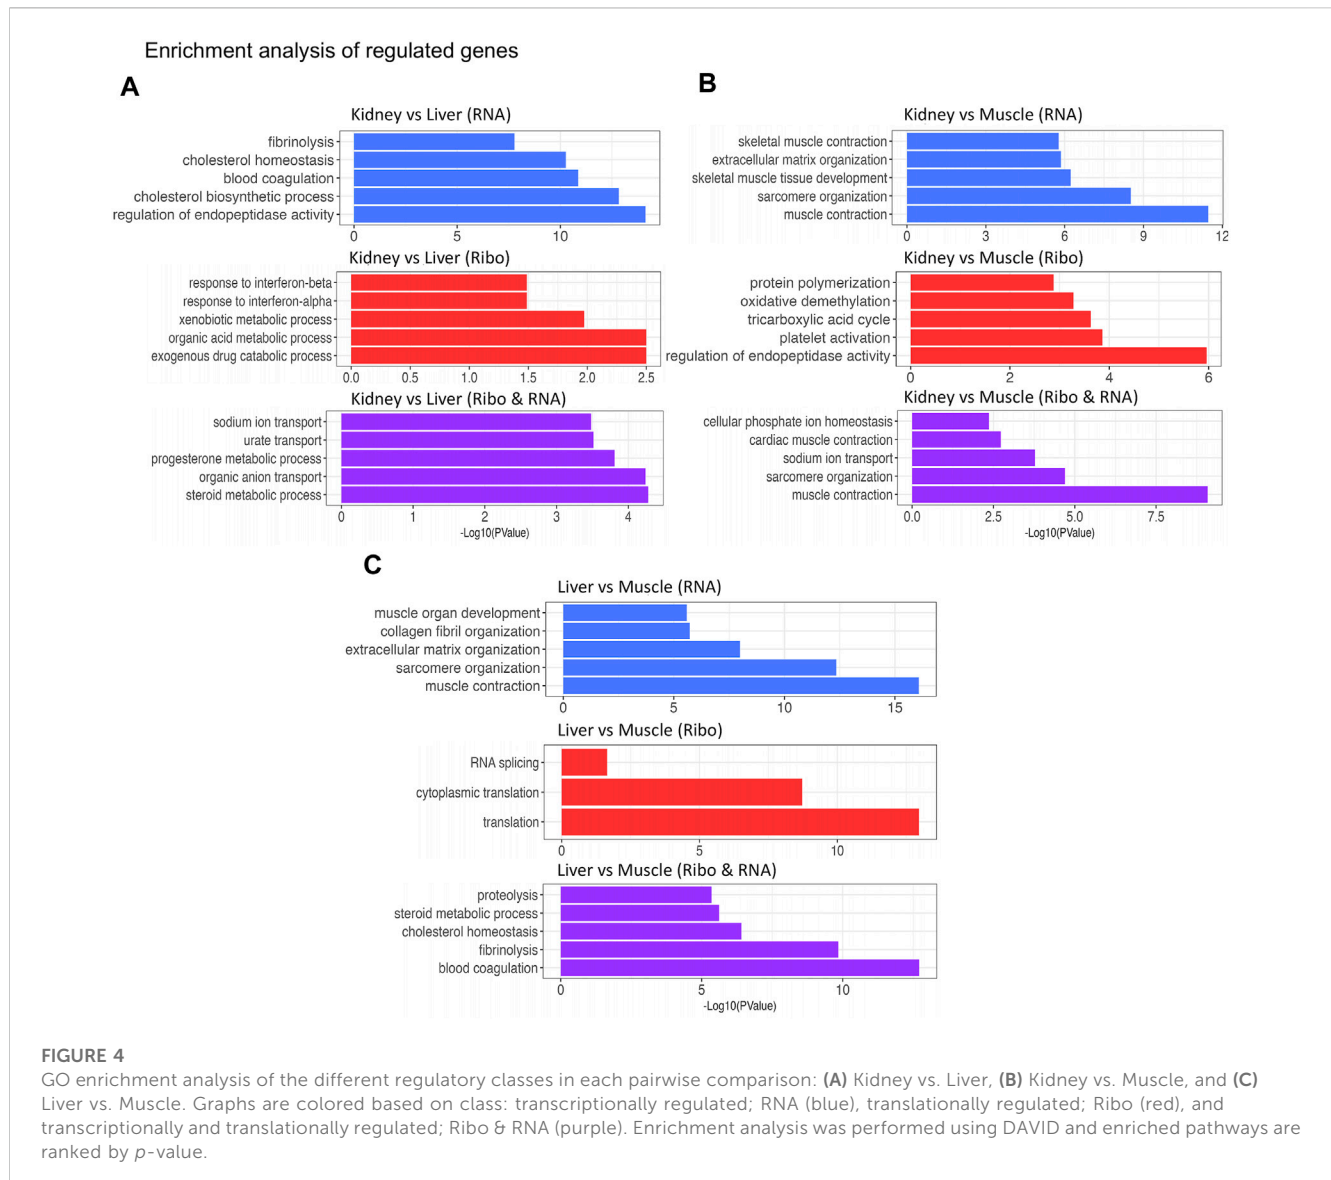 Enrichment analysis of regulated genes
A
Kidney vs Liver (RNA)
fibrinolysis
cholesterol homeostasis
blood coagulation
cholesterol biosynthetic process
regulation of endopeptidase activity
0 5 10
Kidney vs Liver (Ribo)
response to interferon-beta
response to interferon-alpha
xenobiotic metabolic process
organic acid metabolic process
exogenous drug catabolic process
0.0 0.5 1.0 1.5 2.0 2.5
Kidney vs Liver (Ribo & RNA)
sodium ion transport
urate transport
progesterone metabolic process
organic anion transport
steroid metabolic process
0 1 2 3 4
-Log10(PValue)
B
Kidney vs Muscle (RNA)
skeletal muscle contraction
extracellular matrix organization
skeletal muscle tissue development
sarcomere organization
muscle contraction
0 3 6 9 12
Kidney vs Muscle (Ribo)
protein polymerization
oxidative demethylation
tricarboxylic acid cycle
platelet activation
regulation of endopeptidase activity
0 2 4 6
Kidney vs Muscle (Ribo & RNA)
cellular phosphate ion homeostasis
cardiac muscle contraction
sodium ion transport
sarcomere organization
muscle contraction
0.0 2.5 5.0 7.5
-Log10(PValue)
C
Liver vs Muscle (RNA)
muscle organ development
collagen fibril organization
extracellular matrix organization
sarcomere organization
muscle contraction
0 5 10 15
Liver vs Muscle (Ribo)
RNA splicing
cytoplasmic translation
translation
0 5 10
Liver vs Muscle (Ribo & RNA)
proteolysis
steroid metabolic process
cholesterol homeostasis
fibrinolysis
blood coagulation
0 5 10
-Log10(PValue)
FIGURE 4
GO enrichment analysis of the different regulatory classes in each pairwise comparison: (A) Kidney vs. Liver, (B) Kidney vs. Muscle, and (C)
Liver vs. Muscle. Graphs are colored based on class: transcriptionally regulated; RNA (blue), translationally regulated; Ribo (red), and
transcriptionally and translationally regulated; Ribo & RNA (purple). Enrichment analysis was performed using DAVID and enriched pathways are
ranked by p-value.